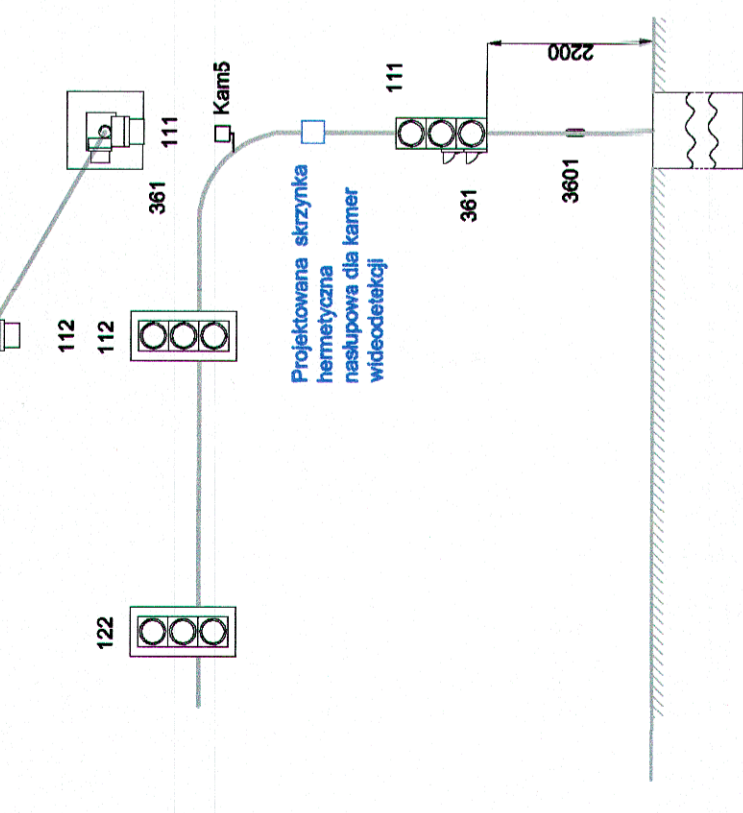 111
361
Kam5
112
112
122
111
2200
361
3601
Projektowana skrzynka
hermetyczna
nasłupowa dla kamer
wideodetekcji